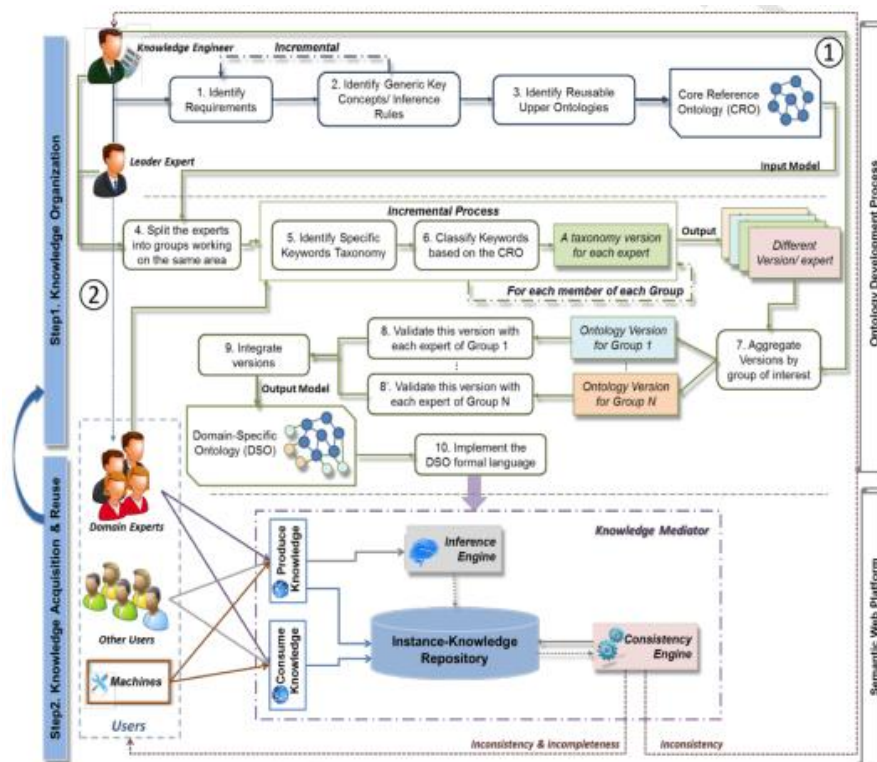 Knowledge Engineer
Incremental
1
1. Identify
Requirements
2. Identify Generic Key
Concepts/ Inference
Rules
3. Identify Reusable
Upper Ontologies
Core Reference
Ontology (CRO)
Leader Expert
Input Model
Step1. Knowledge Organization
Ontology Development Process
4. Split the experts
into groups working
on the same area
Incremental Process
5. Identify Specific
Keywords Taxonomy
6. Classify Keywords
based on the CRO
A taxonomy version
for each expert
Output
Different
Version/ expert
For each member of each Group
2
9. Integrate
versions
8. Validate this version with
each expert of Group 1
Ontology Version
for Group 1
7. Aggregate
Versions by
group of interest
8'. Validate this version with
each expert of Group N
Ontology Version
for Group N
Output Model
Domain-Specific
Ontology (DSO)
10. Implement the
DSO formal language
Step2. Knowledge Acquisition & Reuse
Semantic Web Platform
Domain Experts
Other Users
Machines
Users
Knowledge Mediator
Produce
Knowledge
Inference
Engine
Consume
Knowledge
Instance-Knowledge
Repository
Consistency
Engine
Inconsistency & incompleteness
Inconsistency